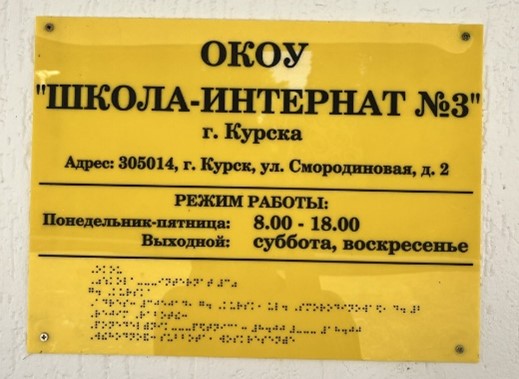 ОКОУ
"ШКОЛА-ИНТЕРНАТ №3"
г. Курска
Адрес: 305014, г. Курск, ул. Смородиновая, д. 2
РЕЖИМ РАБОТЫ:
Понедельник-пятница: 8.00 - 18.00
Выходной: суббота, воскресенье